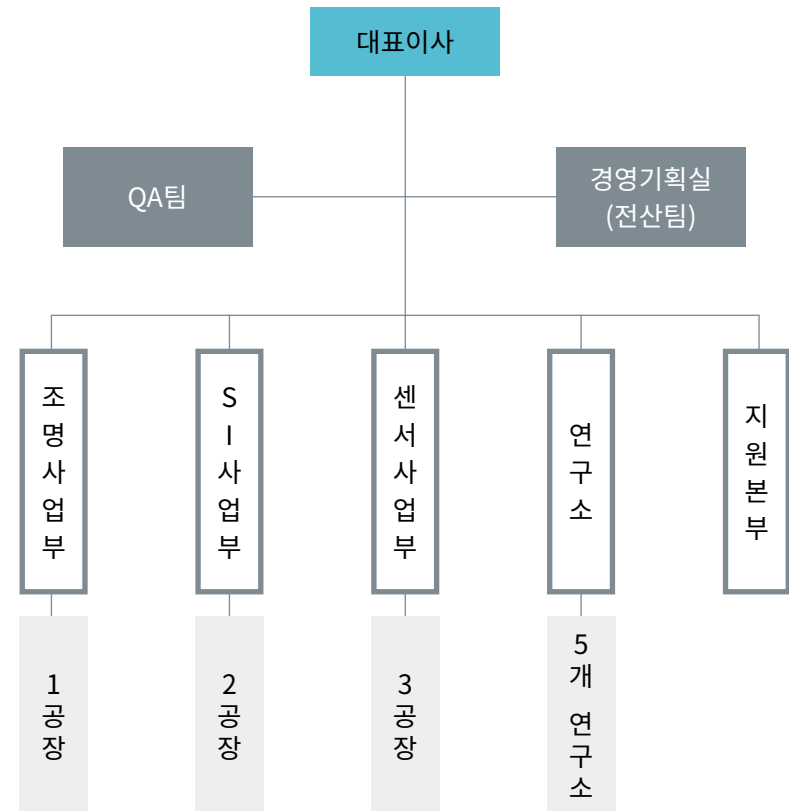 대표이사
QA팀
경영기획실
(전산팀)
조명사업부
SI사업부
센서사업부
연구소
지원본부
1공장
2공장
3공장
5개 연구소